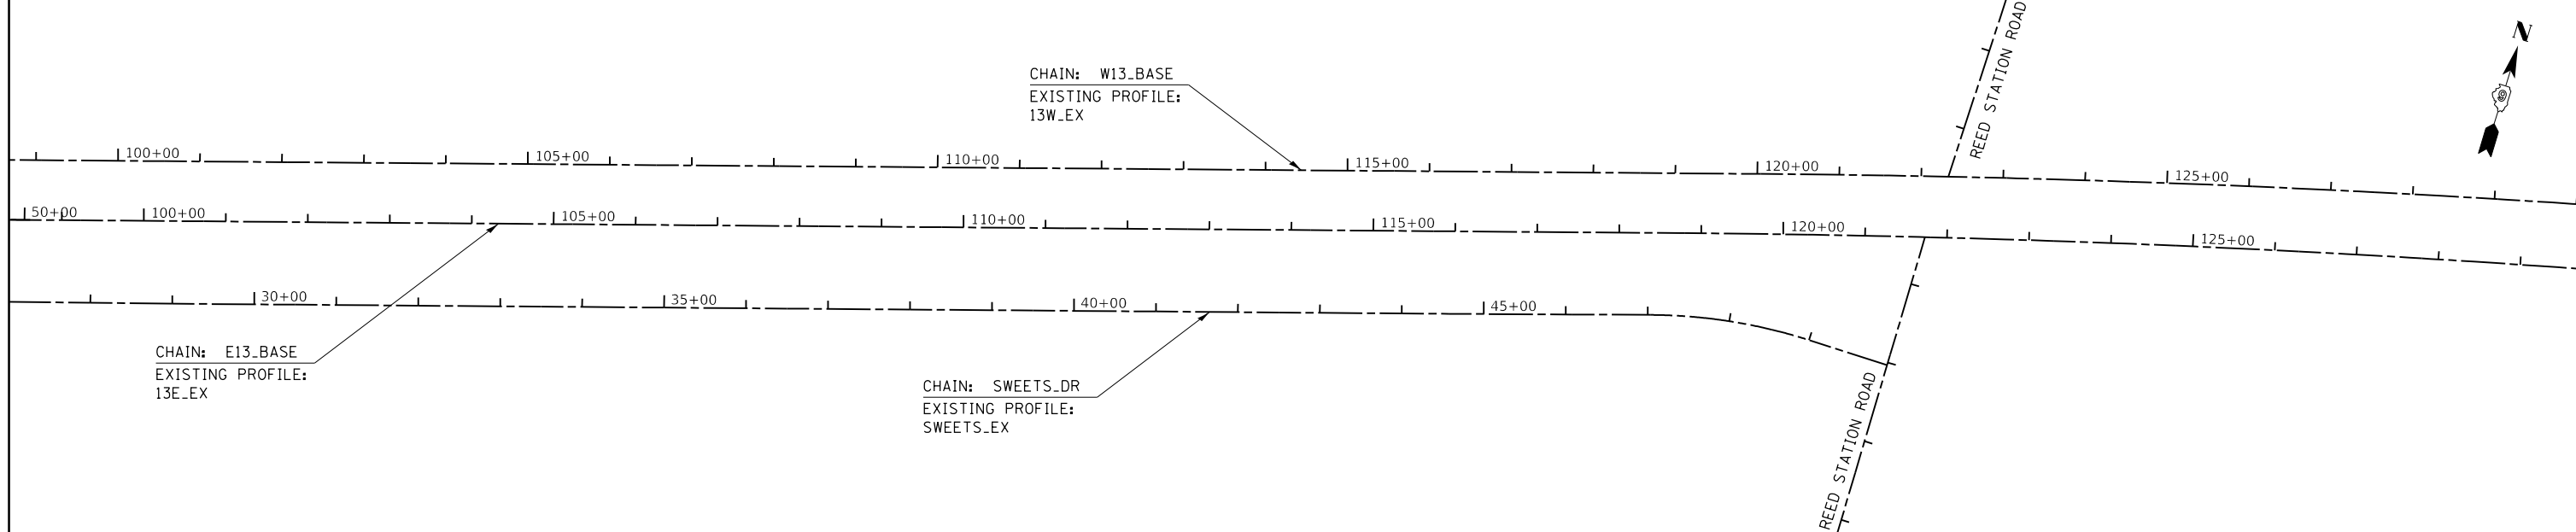 REED STATION ROAD
N
CHAIN: W13_BASE
EXISTING PROFILE:
13W_EX
100+00
105+00
110+00
115+00
120+00
125+00
50+00
100+00
105+00
110+00
115+00
120+00
125+00
30+00
35+00
40+00
45+00
CHAIN: E13_BASE
EXISTING PROFILE:
13E_EX
CHAIN: SWEETS_DR
EXISTING PROFILE:
SWEETS_EX
REED STATION ROAD